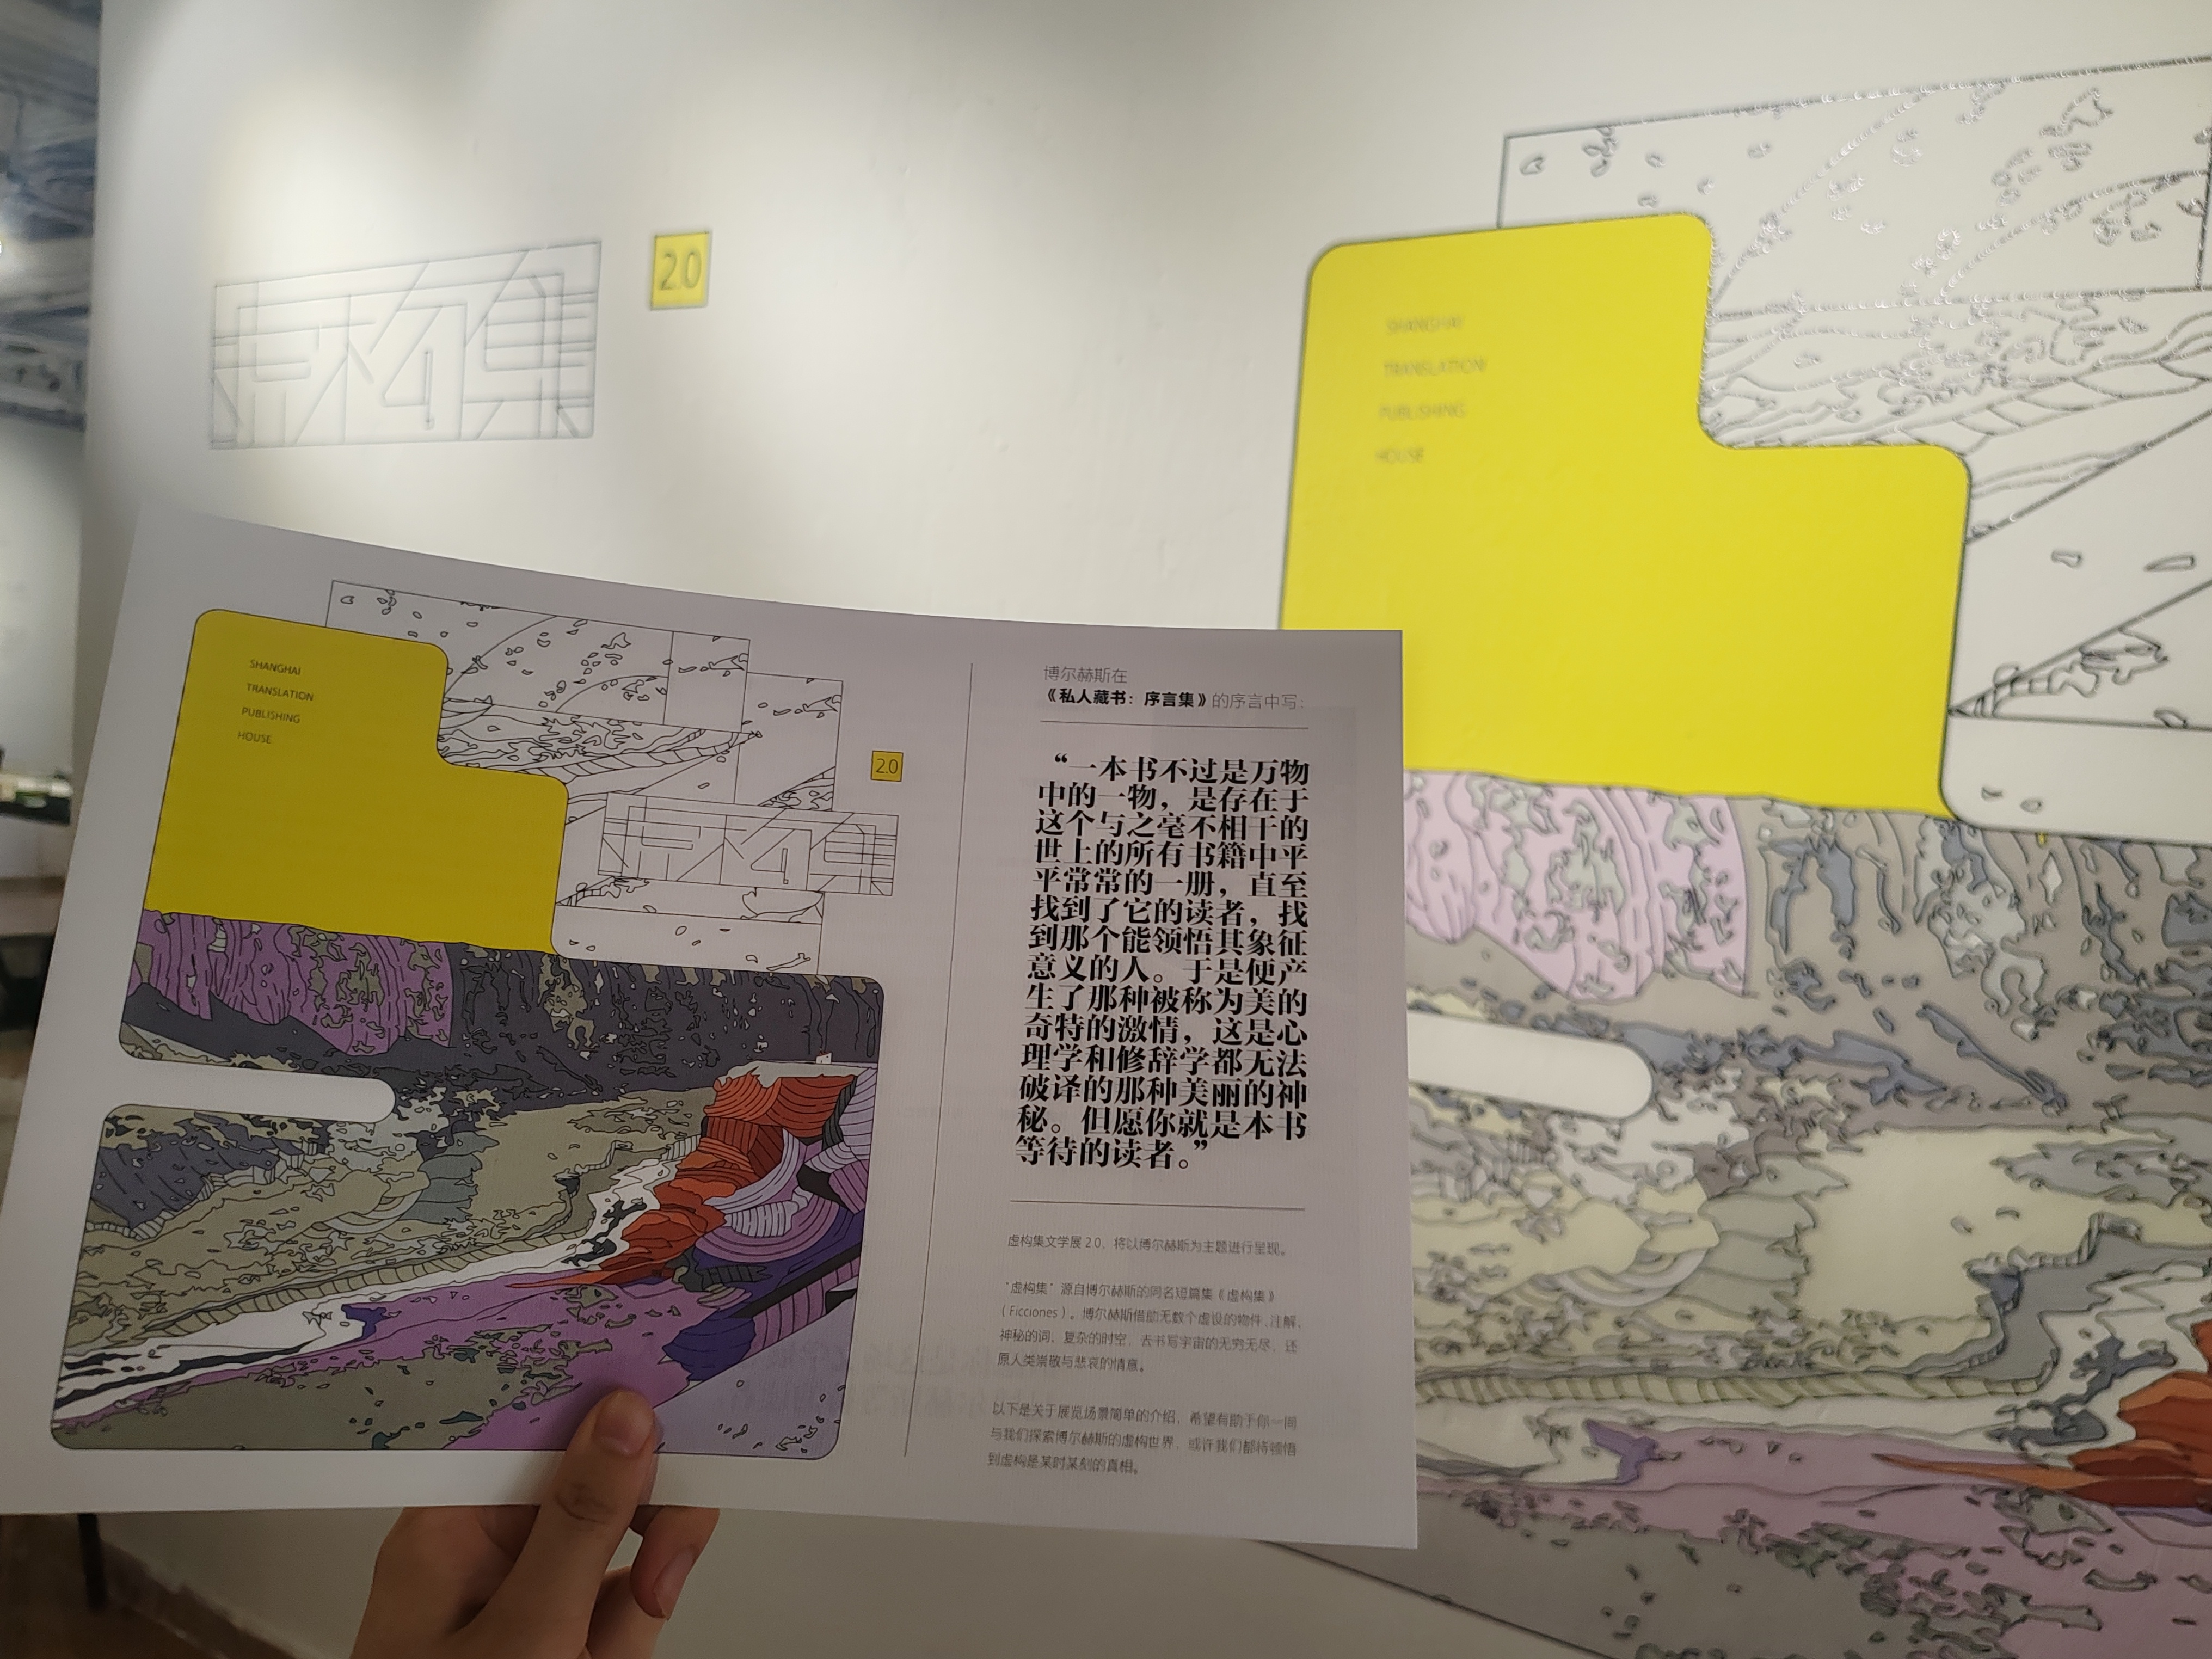 虚构集
2.0
SHANGHAI
TRANSLATION
PUBLISHING
HOUSE
SHANGHAI
TRANSLATION
PUBLISHING
HOUSE
2.0
虚构集
博尔赫斯在
《私人藏书：序言集》的序言中写：
“一本书不过是万物
中的一物，是存在于
这个与之毫不相干的
世上的所有书籍中平
平常常的一册，直至
找到了它的读者，找
到那个能领悟其象征
意义的人。于是便产
生了那种被称为美的
奇特的激情，这是心
理学和修辞学都无法
破译的那种美丽的神
秘。但愿你就是本书
等待的读者。”
虚构集文学展 2.0，将以博尔赫斯为主题进行呈现。
“虚构集”源自博尔赫斯的同名短篇集《虚构集》
（Ficciones）。博尔赫斯借助无数个虚设的物件、注解、
神秘的词、复杂的时空，去书写宇宙的无穷无尽，还
原人类崇敬与悲哀的情意。
以下是关于展览场景简单的介绍，希望有助于你一同
与我们探索博尔赫斯的虚构世界，或许我们都将顿悟
到虚构是某时某刻的真相。